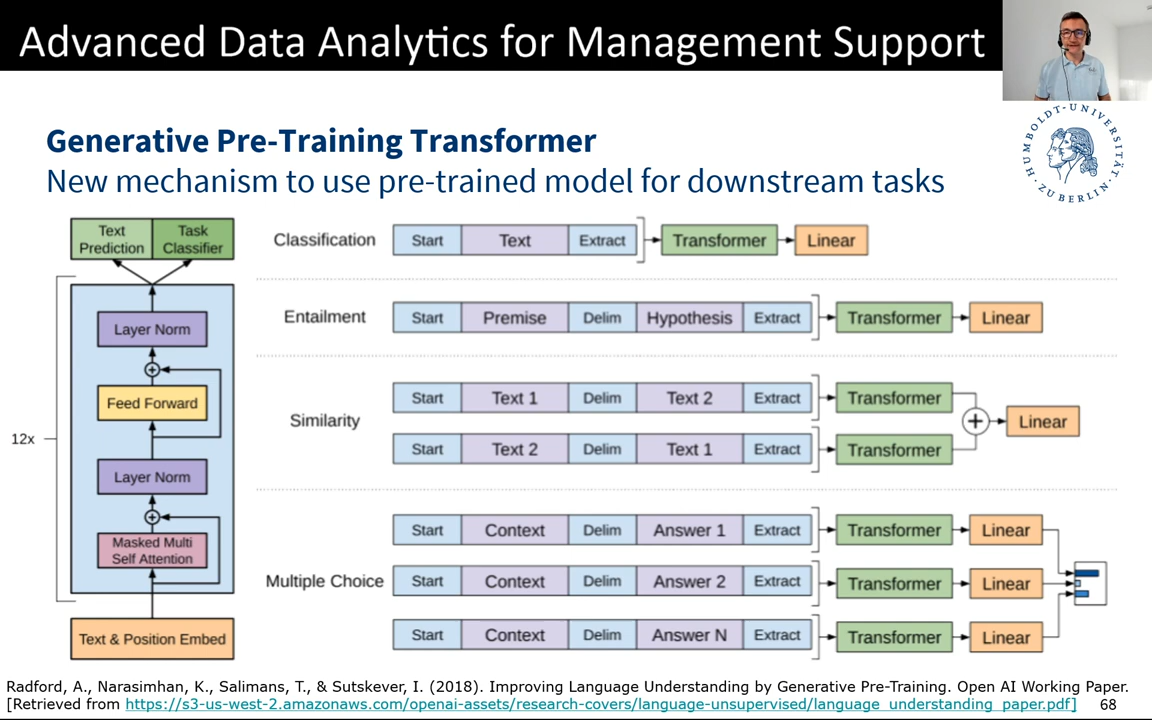 Advanced Data Analytics for Management Support
HUMBOLDT-UNIVERSITÄT
ZU BERLIN
Generative Pre-Training Transformer
New mechanism to use pre-trained model for downstream tasks
Text
Prediction
Task
Classifier
Layer Norm
Feed Forward
12x
Layer Norm
Masked Multi
Self Attention
Text & Position Embed
Classification
Start Text Extract Transformer Linear
Entailment
Start Premise Delim Hypothesis Extract Transformer Linear
Similarity
Start Text 1 Delim Text 2 Extract Transformer
Start Text 2 Delim Text 1 Extract Transformer
Linear
Multiple Choice
Start Context Delim Answer 1 Extract Transformer Linear
Start Context Delim Answer 2 Extract Transformer Linear
Start Context Delim Answer N Extract Transformer Linear
Radford, A., Narasimhan, K., Salimans, T., & Sutskever, I. (2018). Improving Language Understanding by Generative Pre-Training. Open AI Working Paper.
[Retrieved from https://s3-us-west-2.amazonaws.com/openai-assets/research-covers/language-unsupervised/language_understanding_paper.pdf] 68